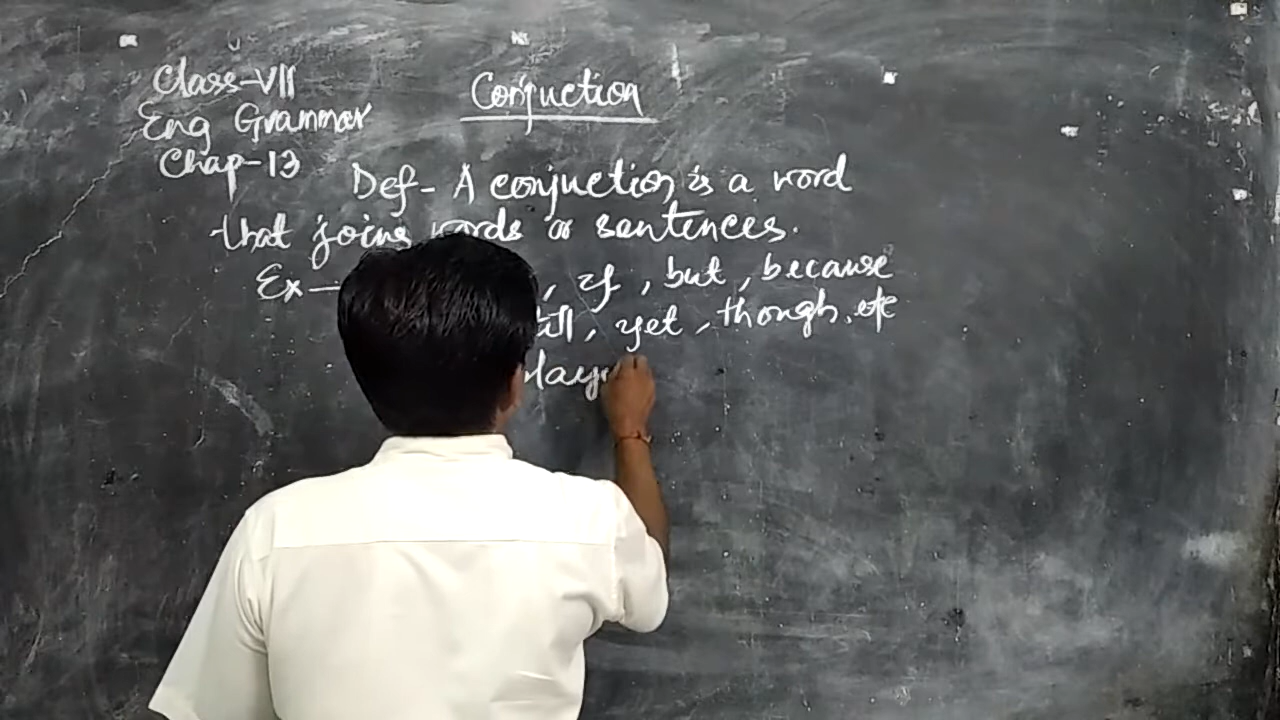 Class-VII
Eng Grammar
Chap-13
Conjuction
Def- A conjuction is a word
that joins words or sentences.
Ex- , if, but, because
till, yet, though, etc